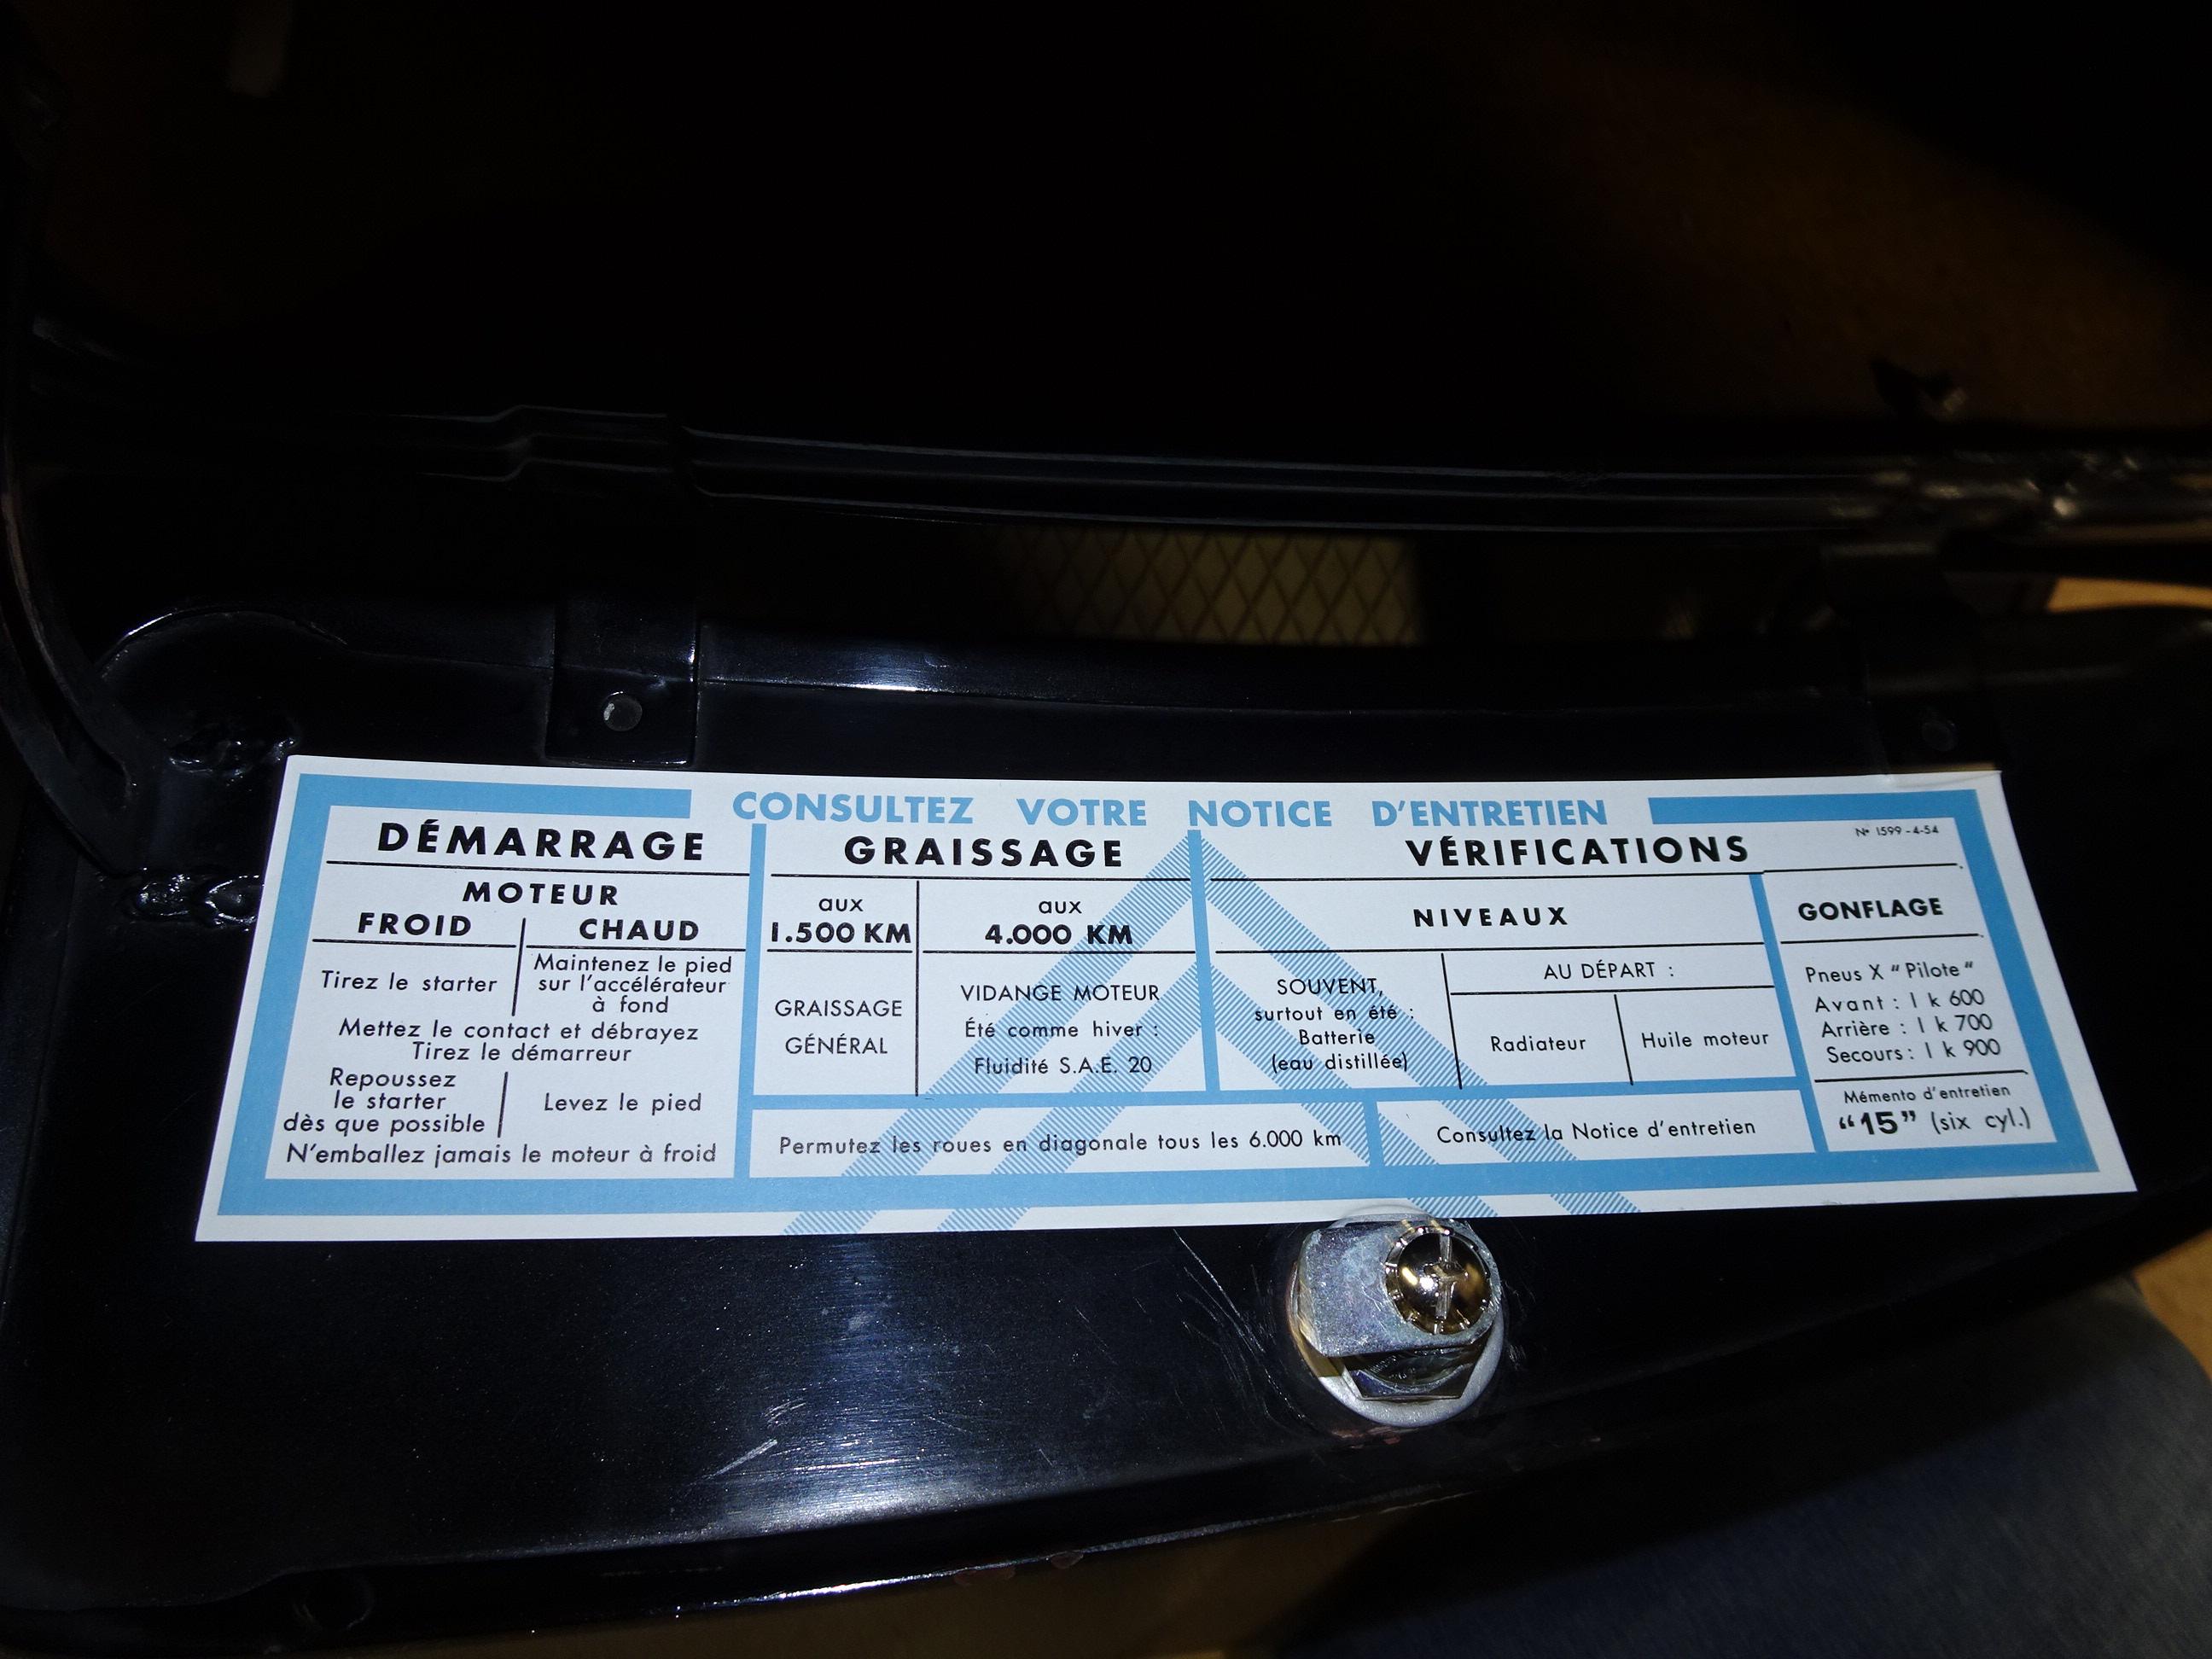 CONSULTEZ VOTRE NOTICE D'ENTRETIEN
N° 1599-4-54
DÉMARRAGE
MOTEUR
FROID
CHAUD
Tirez le starter
Maintenez le pied
sur l'accélérateur
à fond
Mettez le contact et débrayez
Tirez le démarreur
Repoussez
le starter
dès que possible
Levez le pied
N'emballez jamais le moteur à froid
GRAISSAGE
aux
1.500 KM
GRAISSAGE
GÉNÉRAL
aux
4.000 KM
VIDANGE MOTEUR
Été comme hiver :
Fluidité S.A.E. 20
Permutez les roues en diagonale tous les 6.000 km
VÉRIFICATIONS
NIVEAUX
SOUVENT,
surtout en été :
Batterie
(eau distillée)
AU DÉPART :
Radiateur
Huile moteur
Consultez la Notice d'entretien
GONFLAGE
Pneus X "Pilote"
Avant : 1 k 600
Arrière : 1 k 700
Secours : 1 k 900
Mémento d'entretien
"15" (six cyl.)